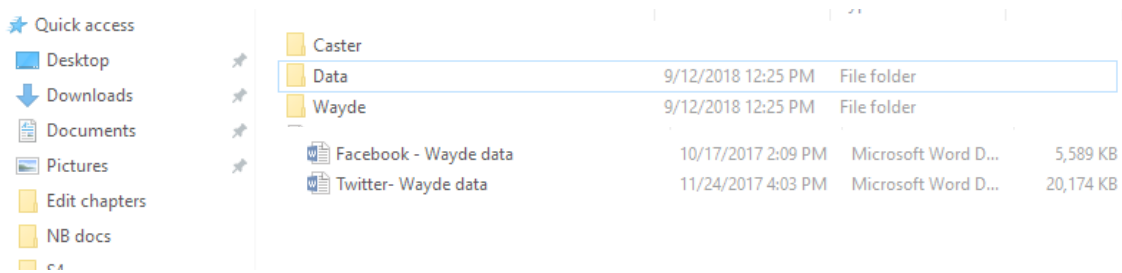 Quick access
Desktop
Downloads
Documents
Pictures
Edit chapters
NB docs
Caster
Data 9/12/2018 12:25 PM File folder
Wayde 9/12/2018 12:25 PM File folder
Facebook - Wayde data 10/17/2017 2:09 PM Microsoft Word D... 5,589 KB
Twitter- Wayde data 11/24/2017 4:03 PM Microsoft Word D... 20,174 KB